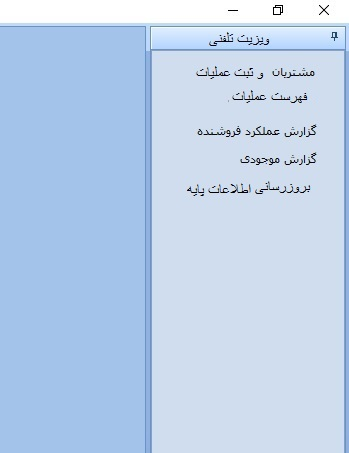 ویزیت تلفنی
مشتریان و ثبت عملیات
فهرست عملیات
گزارش عملکرد فروشنده
گزارش موجودی
بروزرسانی اطلاعات پایه